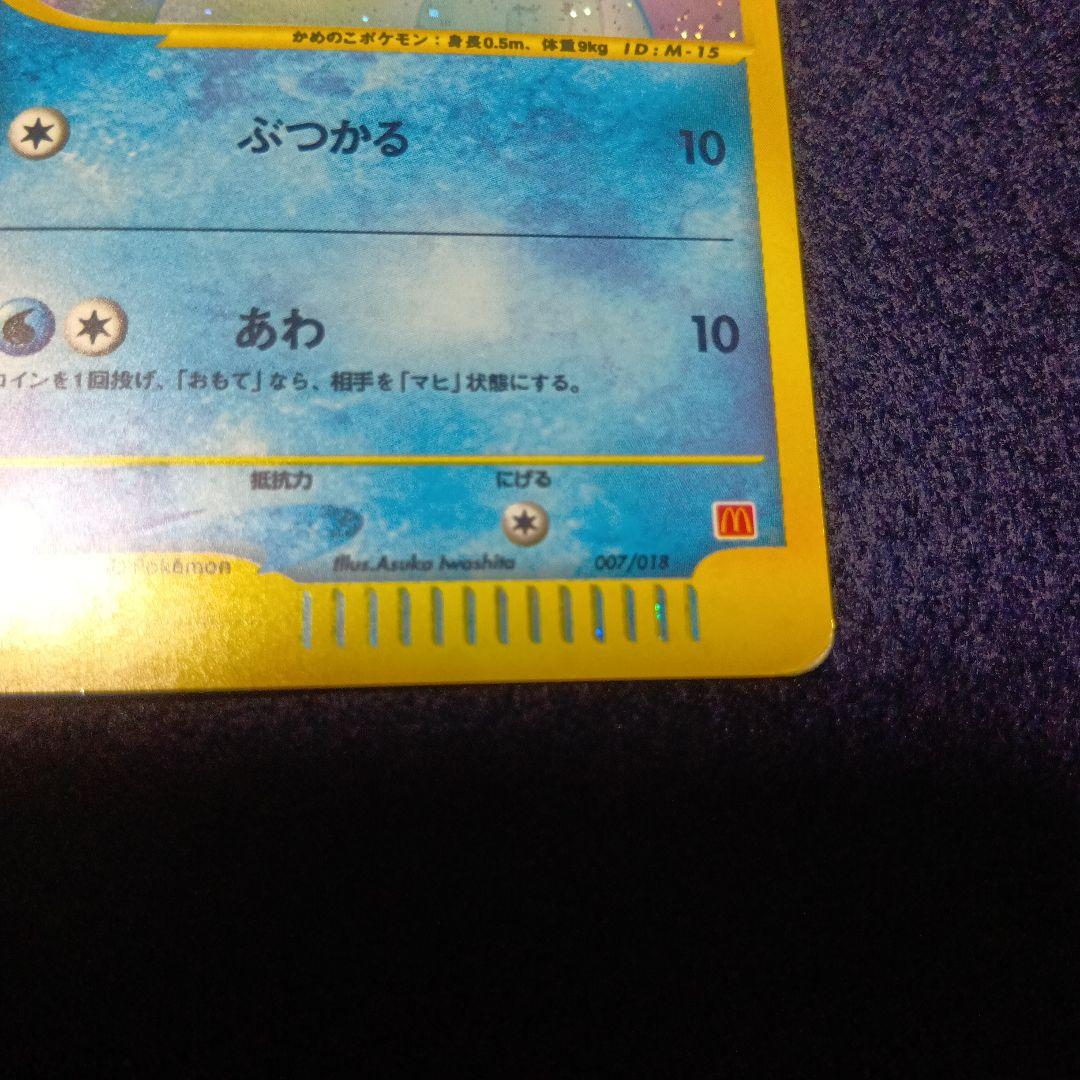 かめのこポケモン：身長0.5m、体重9kg ID:M-15
ぶつかる 10
あわ 10
コインを1回投げ、「おもて」なら、相手を「マヒ」状態にする。
抵抗力 にげる
Pokémon Illus.Asuka Iwashita 007/018